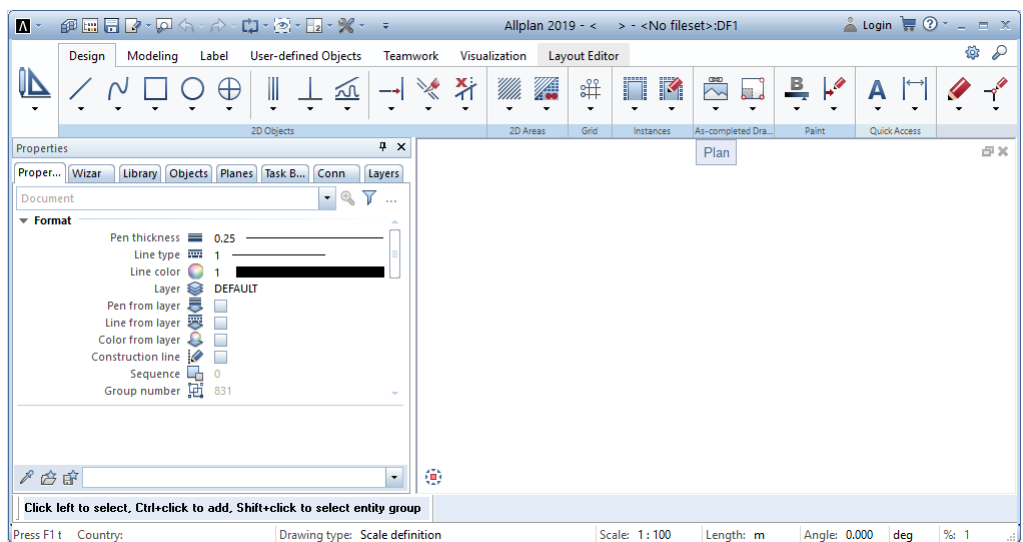 Allplan 2019 - <    > - <No fileset>:DF1 Login
Design Modeling Label User-defined Objects Teamwork Visualization Layout Editor
2D Objects 2D Areas Grid Instances As-completed Dra... Paint Quick Access
Properties
Plan
Proper... Wizar Library Objects Planes Task B... Conn Layers
Document ...
Format
Pen thickness 0.25
Line type 1
Line color 1
Layer DEFAULT
Pen from layer
Line from layer
Color from layer
Construction line
Sequence 0
Group number 831
Click left to select, Ctrl+click to add, Shift+click to select entity group
Press F1 t Country: Drawing type: Scale definition Scale: 1 : 100 Length: m Angle: 0.000 deg %: 1